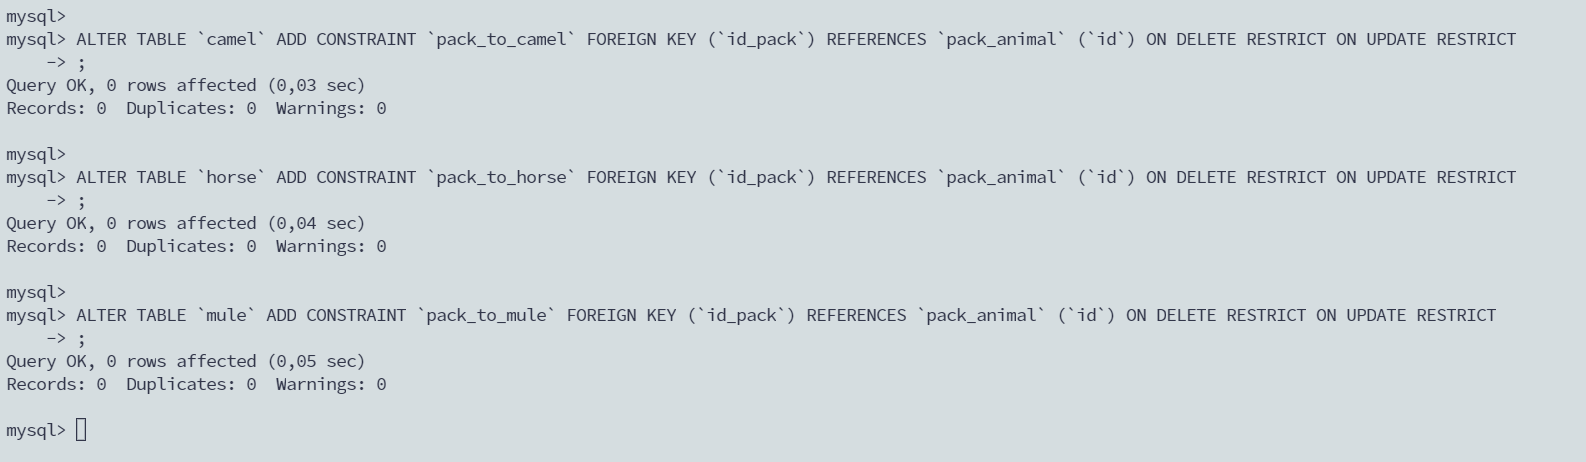 mysql>
mysql> ALTER TABLE `camel` ADD CONSTRAINT `pack_to_camel` FOREIGN KEY (`id_pack`) REFERENCES `pack_animal` (`id`) ON DELETE RESTRICT ON UPDATE RESTRICT
    -> ;
Query OK, 0 rows affected (0,03 sec)
Records: 0  Duplicates: 0  Warnings: 0

mysql>
mysql> ALTER TABLE `horse` ADD CONSTRAINT `pack_to_horse` FOREIGN KEY (`id_pack`) REFERENCES `pack_animal` (`id`) ON DELETE RESTRICT ON UPDATE RESTRICT
    -> ;
Query OK, 0 rows affected (0,04 sec)
Records: 0  Duplicates: 0  Warnings: 0

mysql>
mysql> ALTER TABLE `mule` ADD CONSTRAINT `pack_to_mule` FOREIGN KEY (`id_pack`) REFERENCES `pack_animal` (`id`) ON DELETE RESTRICT ON UPDATE RESTRICT
    -> ;
Query OK, 0 rows affected (0,05 sec)
Records: 0  Duplicates: 0  Warnings: 0

mysql>